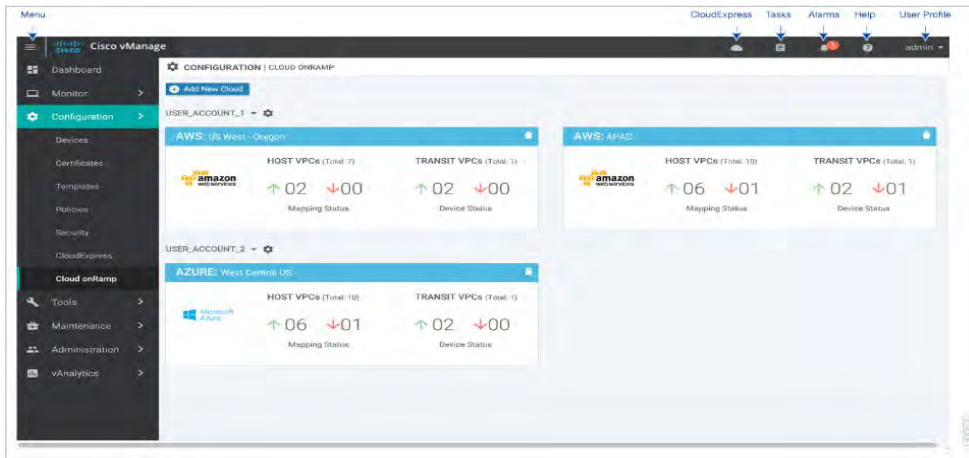 Menu CloudExpress Tasks Alarms Help User Profile
CISCO Cisco vManage admin
Dashboard
Monitor
Configuration
Devices
Certificates
Templates
Policies
Security
CloudExpress
Cloud onRamp
Tools
Maintenance
Administration
vAnalytics
CONFIGURATION | CLOUD ONRAMP
Add New Cloud
USER_ACCOUNT_1
AWS: US West - Oregon
HOST VPCs (Total: 7) TRANSIT VPCs (Total: 1)
amazon
webservices
02 00 02 00
Mapping Status Device Status
AWS: APAC
HOST VPCs (Total: 10) TRANSIT VPCs (Total: 1)
amazon
webservices
06 01 02 01
Mapping Status Device Status
USER_ACCOUNT_2
AZURE: West Central US
HOST VPCs (Total: 10) TRANSIT VPCs (Total: 1)
Microsoft
Azure
06 01 02 00
Mapping Status Device Status